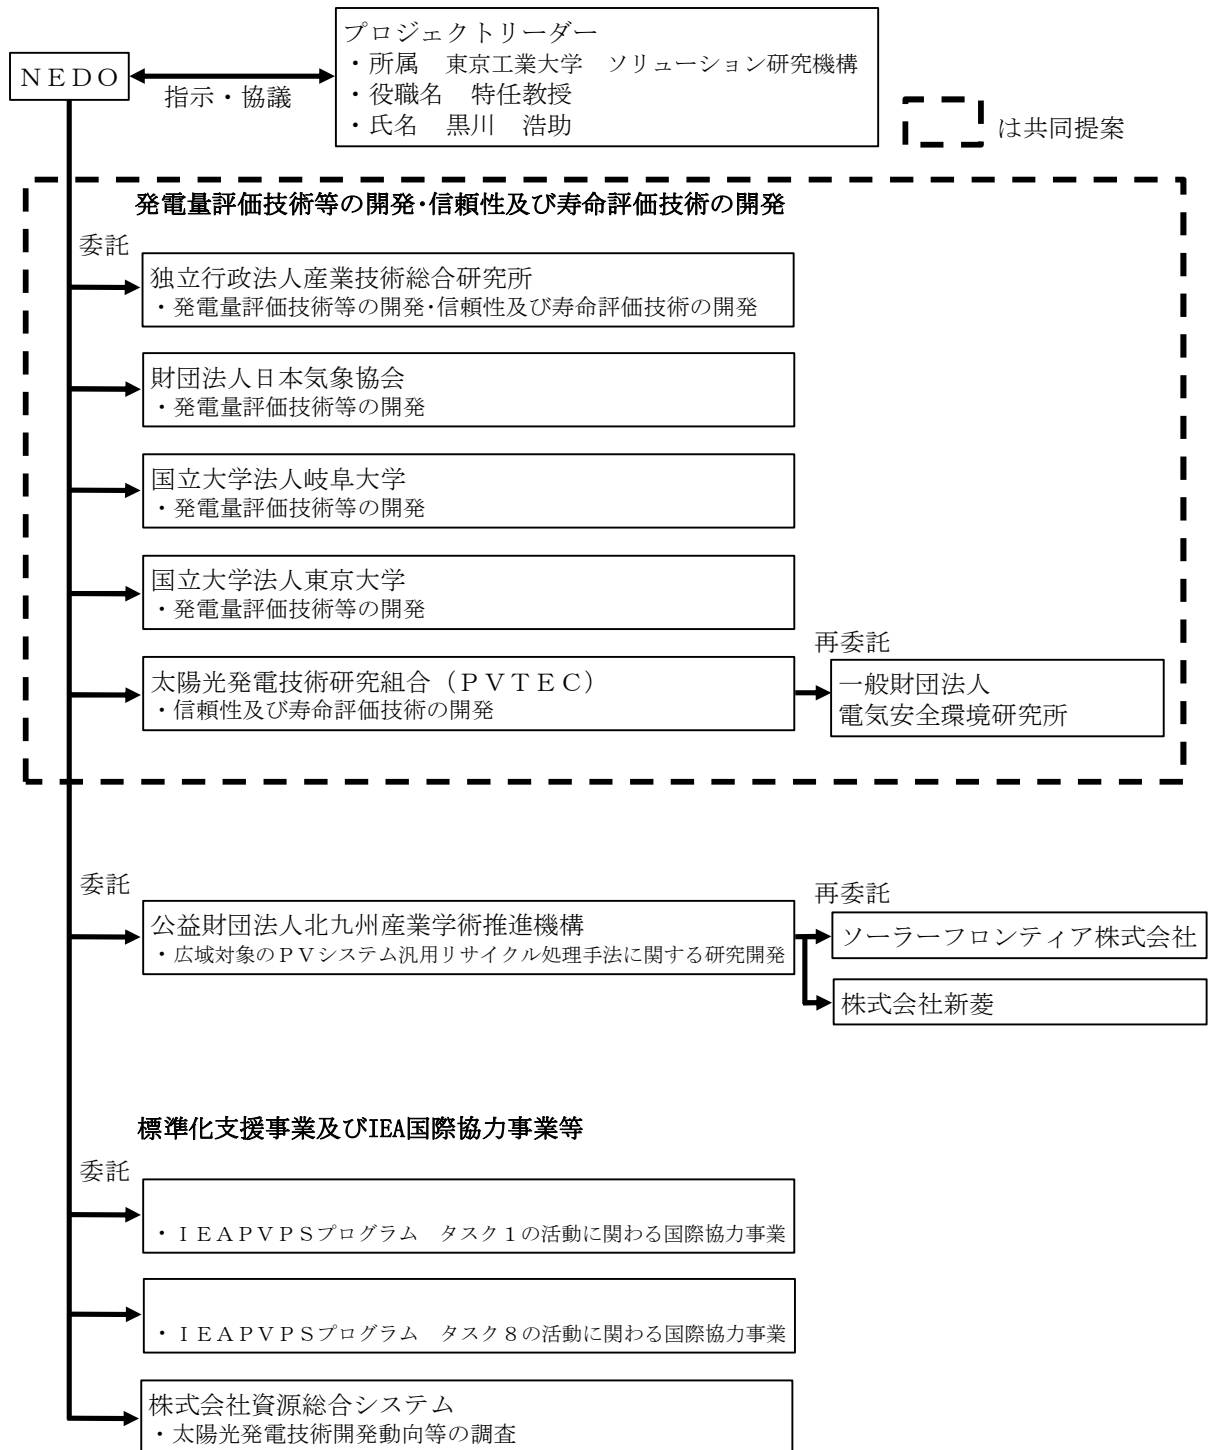 プロジェクトリーダー
・所属　東京工業大学　ソリューション研究機構
・役職名　特任教授
・氏名　黒川　浩助
ＮＥＤＯ
指示・協議
は共同提案
発電量評価技術等の開発・信頼性及び寿命評価技術の開発
委託
独立行政法人産業技術総合研究所
・発電量評価技術等の開発・信頼性及び寿命評価技術の開発
財団法人日本気象協会
・発電量評価技術等の開発
国立大学法人岐阜大学
・発電量評価技術等の開発
国立大学法人東京大学
・発電量評価技術等の開発
太陽光発電技術研究組合（ＰＶＴＥＣ）
・信頼性及び寿命評価技術の開発
再委託
一般財団法人
電気安全環境研究所
委託
公益財団法人北九州産業学術推進機構
・広域対象のＰＶシステム汎用リサイクル処理手法に関する研究開発
再委託
ソーラーフロンティア株式会社
株式会社新菱
標準化支援事業及びIEA国際協力事業等
委託
・ＩＥＡＰＶＰＳプログラム　タスク１の活動に関わる国際協力事業
・ＩＥＡＰＶＰＳプログラム　タスク８の活動に関わる国際協力事業
株式会社資源総合システム
・太陽光発電技術開発動向等の調査